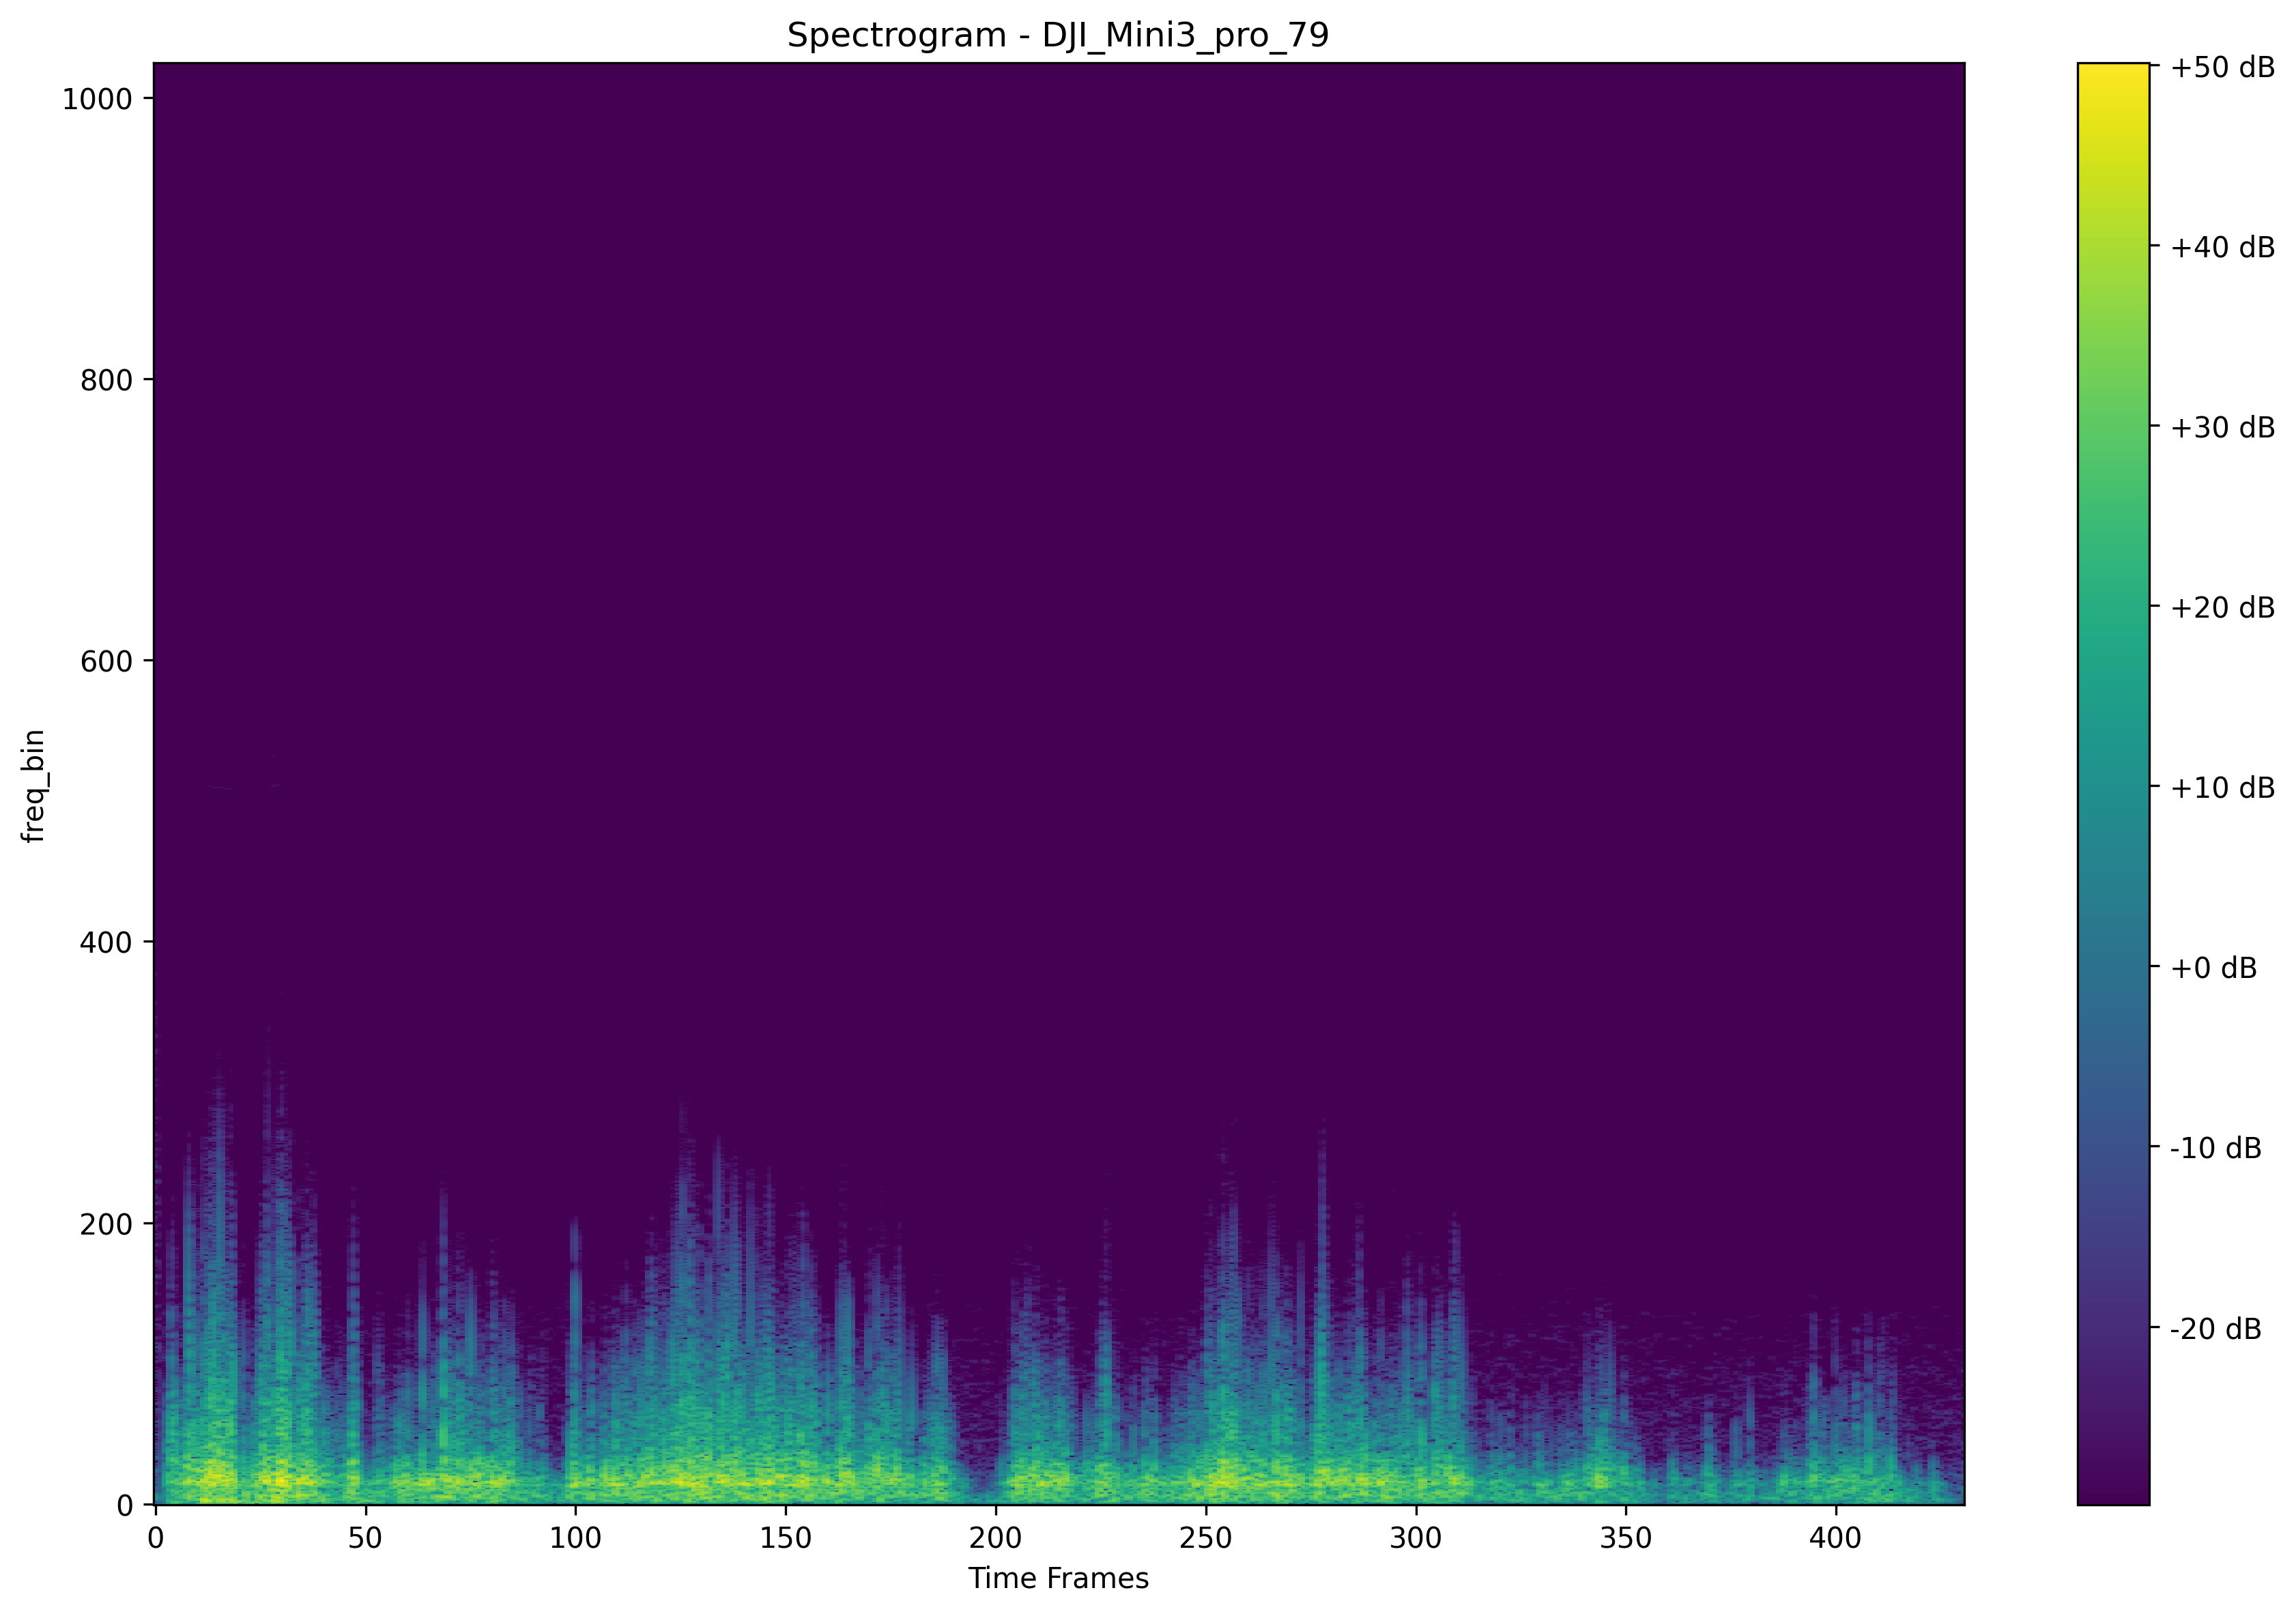 Spectrogram - DJI_Mini3_pro_79
+50 dB
1000
+40 dB
800
+30 dB
+20 dB
600
freq_bin
+10 dB
400
+0 dB
-10 dB
200
-20 dB
0
0 50 100 150 200 250 300 350 400
Time Frames